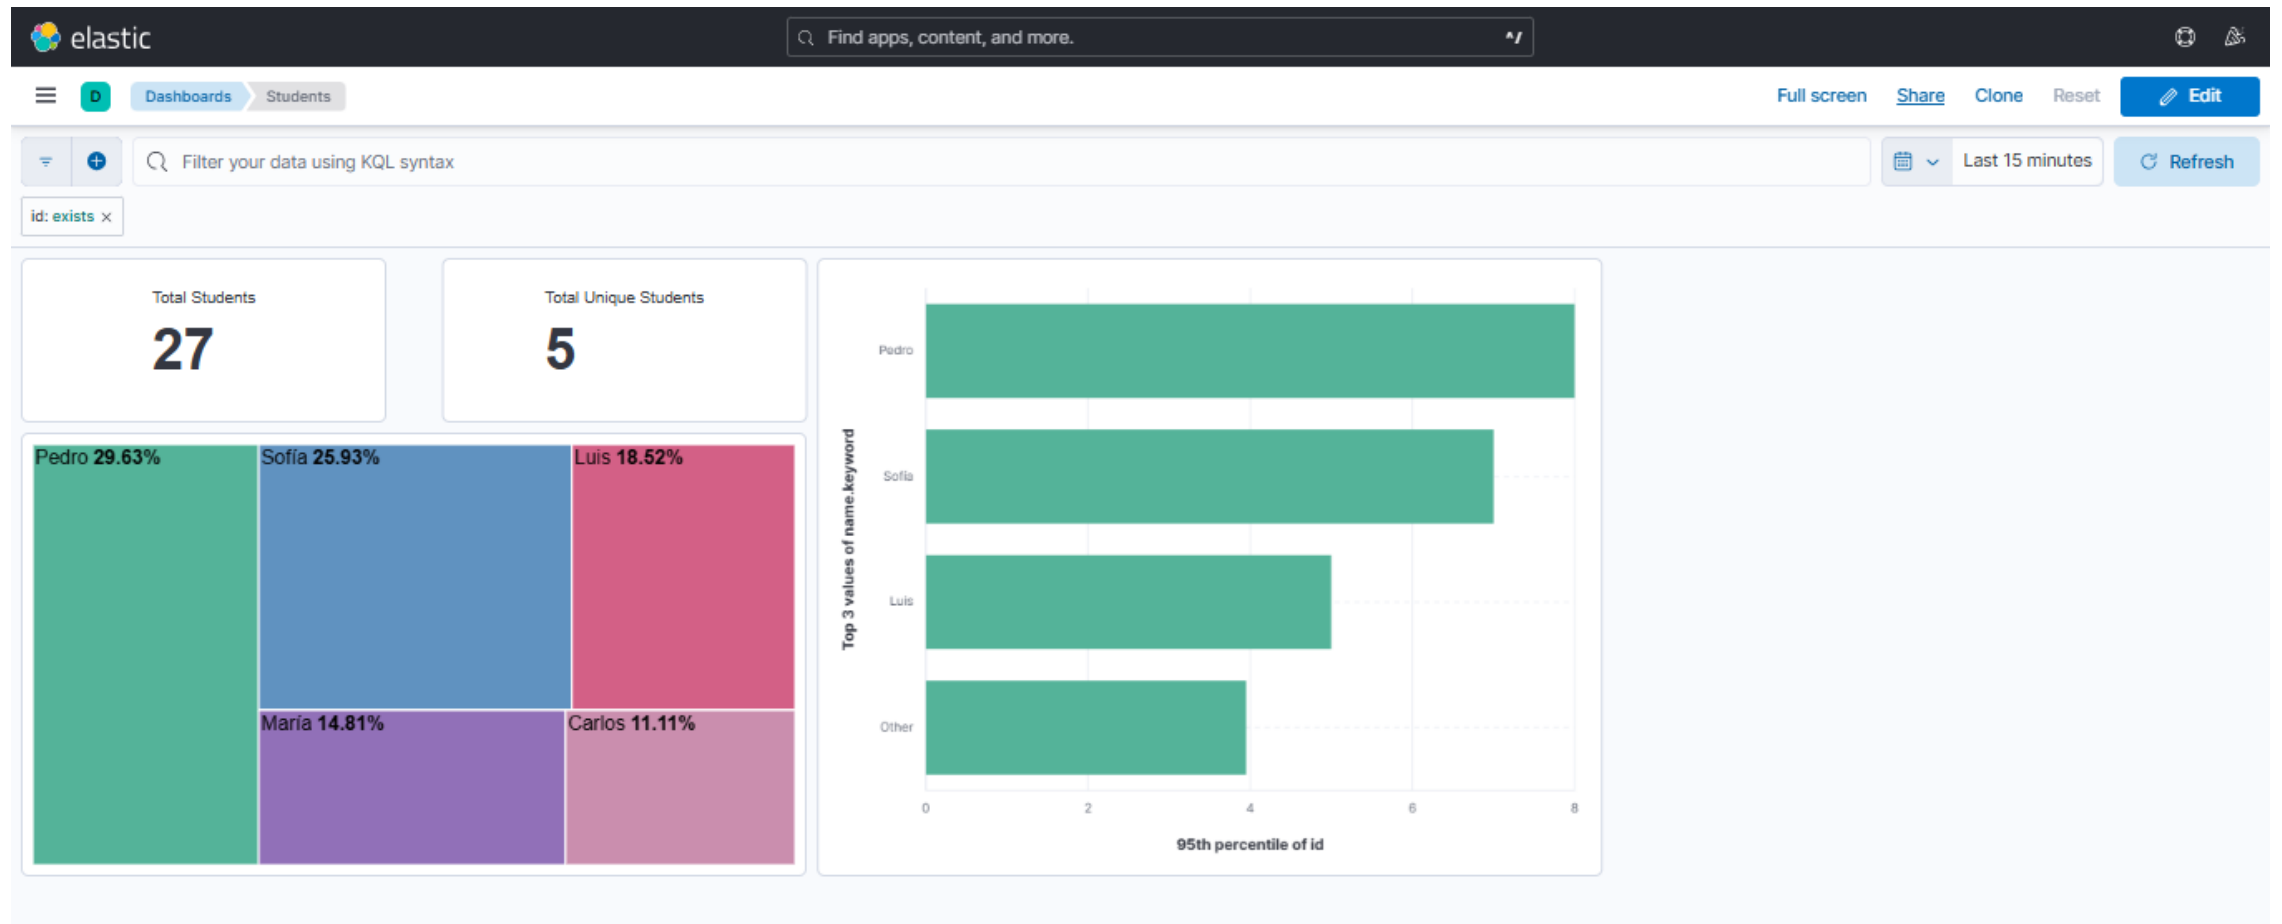 elastic
Find apps, content, and more.
^/
D
Dashboards
Students
Full screen
Share
Clone
Reset
Edit
Filter your data using KQL syntax
Last 15 minutes
Refresh
id: exists ×
Total Students
27
Total Unique Students
5
Pedro 29.63%
Sofía 25.93%
Luis 18.52%
María 14.81%
Carlos 11.11%
Top 3 values of name.keyword
Pedro
Sofía
Luis
Other
0
2
4
6
8
95th percentile of id